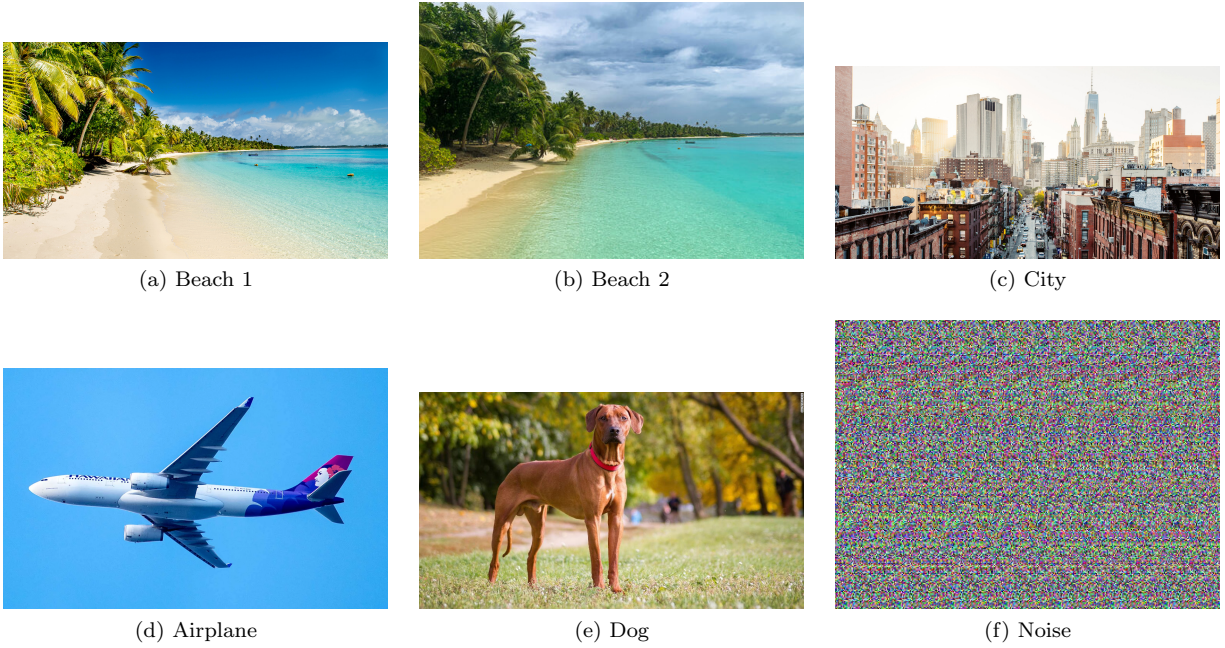 (a) Beach 1
(b) Beach 2
(c) City
(d) Airplane
(e) Dog
(f) Noise